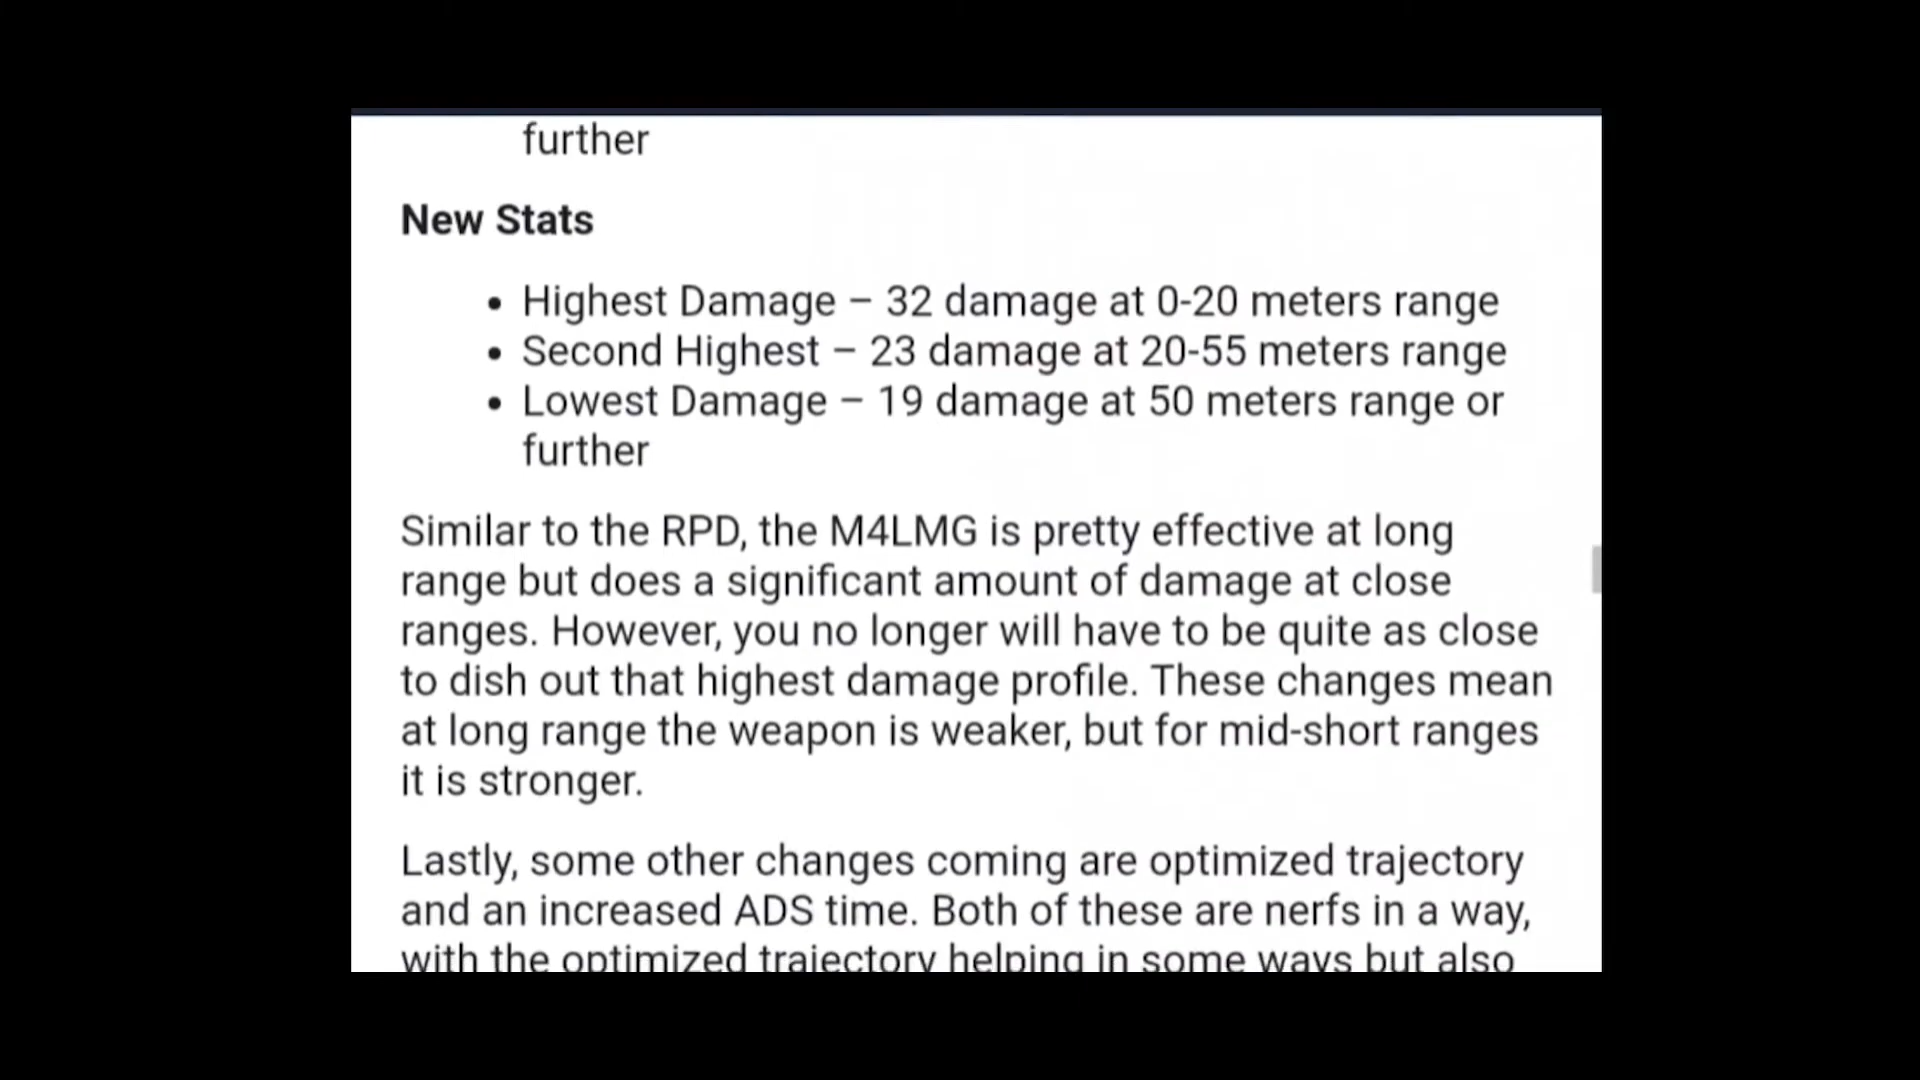 further
New Stats
• Highest Damage – 32 damage at 0-20 meters range
• Second Highest – 23 damage at 20-55 meters range
• Lowest Damage – 19 damage at 50 meters range or
further
Similar to the RPD, the M4LMG is pretty effective at long
range but does a significant amount of damage at close
ranges. However, you no longer will have to be quite as close
to dish out that highest damage profile. These changes mean
at long range the weapon is weaker, but for mid-short ranges
it is stronger.
Lastly, some other changes coming are optimized trajectory
and an increased ADS time. Both of these are nerfs in a way,
with the optimized trajectory helping in some ways but also